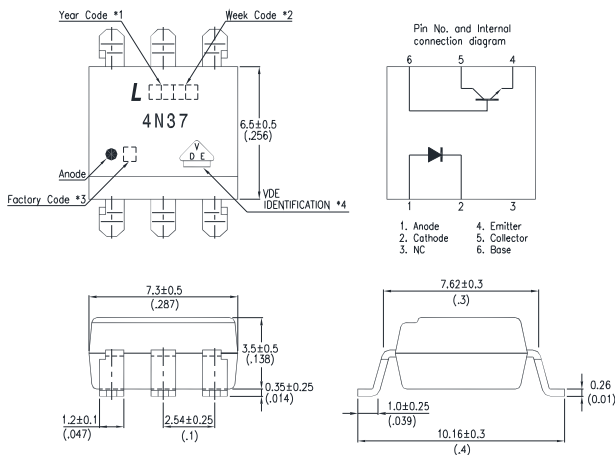 Year Code *1
Week Code *2
L
4N37
6.5±0.5
(.256)
Anode
V
D E
Factory Code *3
VDE
IDENTIFICATION *4
Pin No. and Internal
connection diagram
6 5 4
1 2 3
1. Anode 4. Emitter
2. Cathode 5. Collector
3. NC 6. Base
7.3±0.5
(.287)
3.5±0.5
(.138)
0.35±0.25
(.014)
1.2±0.1
(.047)
2.54±0.25
(.1)
7.62±0.3
(.3)
0.26
(0.01)
1.0±0.25
(.039)
10.16±0.3
(.4)